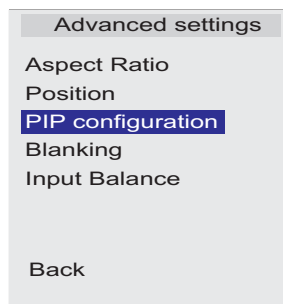 Advanced settings
Aspect Ratio
Position
PIP configuration
Blanking
Input Balance
Back